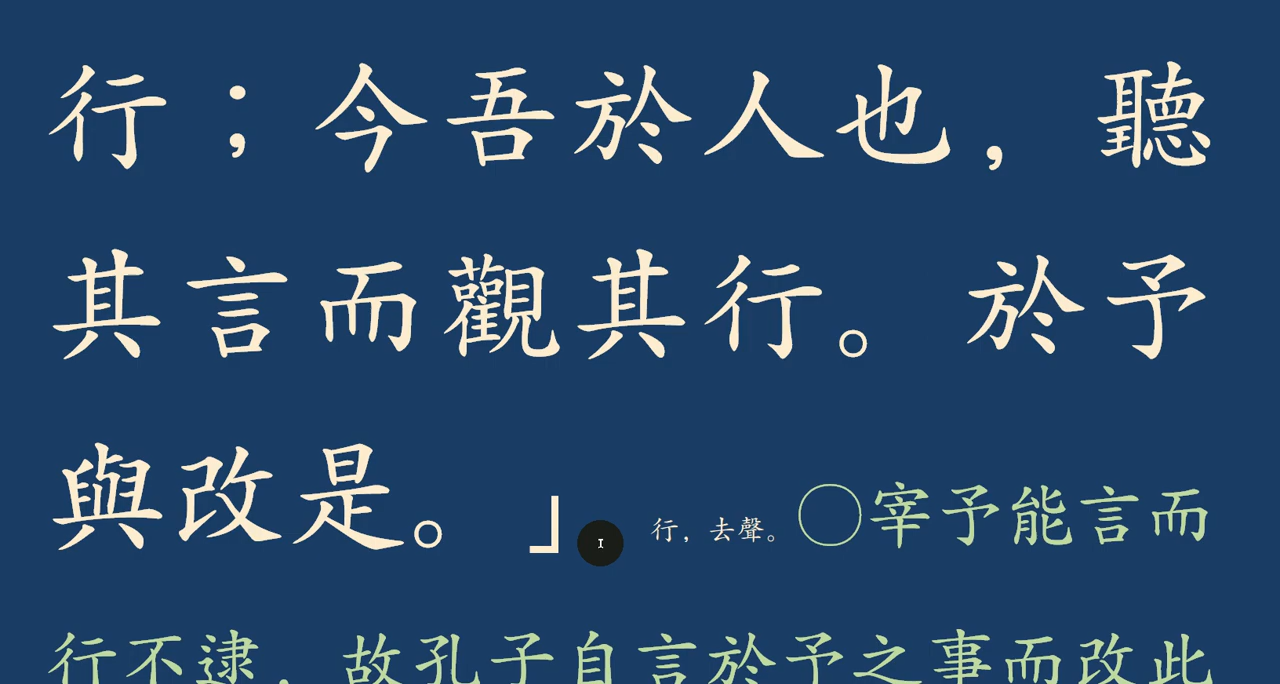 行；今吾於人也，聽
其言而觀其行。於予
與改是。」行，去聲。○宰予能言而
行不逮，故孔子自言於予之事而改此